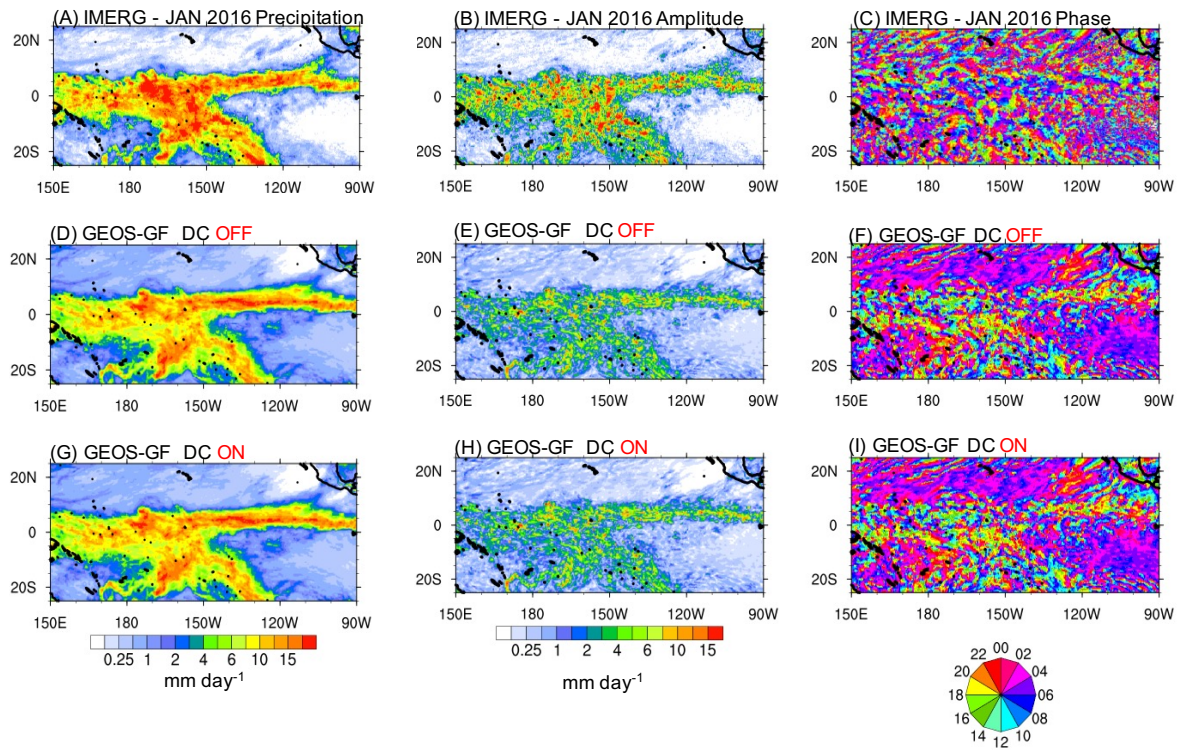 (A) IMERG - JAN 2016 Precipitation
(B) IMERG - JAN 2016 Amplitude
(C) IMERG - JAN 2016 Phase
20N
0
20S
150E 180 150W 120W 90W
20N
0
20S
150E 180 150W 120W 90W
20N
0
20S
150E 180 150W 120W 90W
(D) GEOS-GF DC OFF
(E) GEOS-GF DC OFF
(F) GEOS-GF DC OFF
20N
0
20S
150E 180 150W 120W 90W
20N
0
20S
150E 180 150W 120W 90W
20N
0
20S
150E 180 150W 120W 90W
(G) GEOS-GF DC ON
(H) GEOS-GF DC ON
(I) GEOS-GF DC ON
20N
0
20S
150E 180 150W 120W 90W
20N
0
20S
150E 180 150W 120W 90W
20N
0
20S
150E 180 150W 120W 90W
0.25 1 2 4 6 10 15
mm day-1
0.25 1 2 4 6 10 15
mm day-1
00
22 02
20 04
18 06
16 08
14 10
12